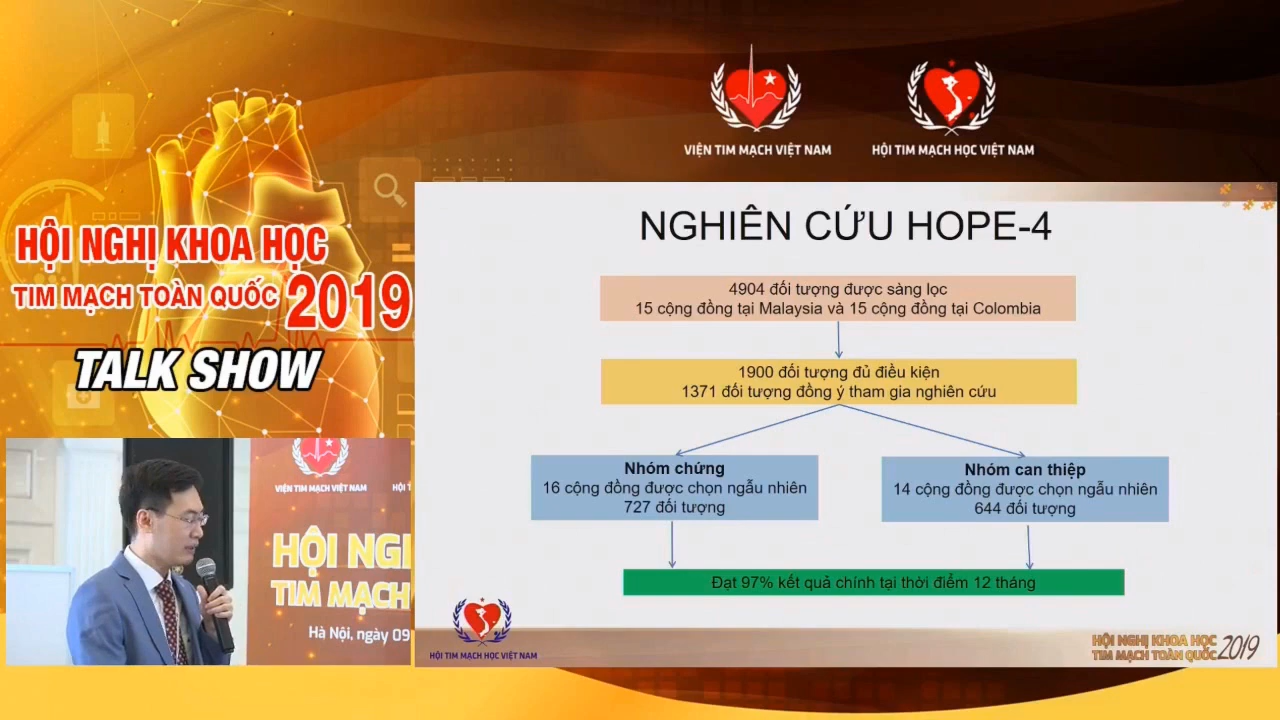 HỘI NGHỊ KHOA HỌC
TIM MẠCH TOÀN QUỐC 2019
TALK SHOW
VIỆN TIM MẠCH VIỆT NAM
HỘI TIM MẠCH HỌC VIỆT NAM
NGHIÊN CỨU HOPE-4
4904 đối tượng được sàng lọc
15 cộng đồng tại Malaysia và 15 cộng đồng tại Colombia
1900 đối tượng đủ điều kiện
1371 đối tượng đồng ý tham gia nghiên cứu
Nhóm chứng
16 cộng đồng được chọn ngẫu nhiên
727 đối tượng
Nhóm can thiệp
14 cộng đồng được chọn ngẫu nhiên
644 đối tượng
Đạt 97% kết quả chính tại thời điểm 12 tháng
HỘI TIM MẠCH HỌC VIỆT NAM
HỘI NGHỊ KHOA HỌC
TIM MẠCH TOÀN QUỐC 2019
VIỆN TIM MẠCH VIỆT NAM
HỘI
HỘI NGH
TIM MẠCH
Hà Nội, ngày 09